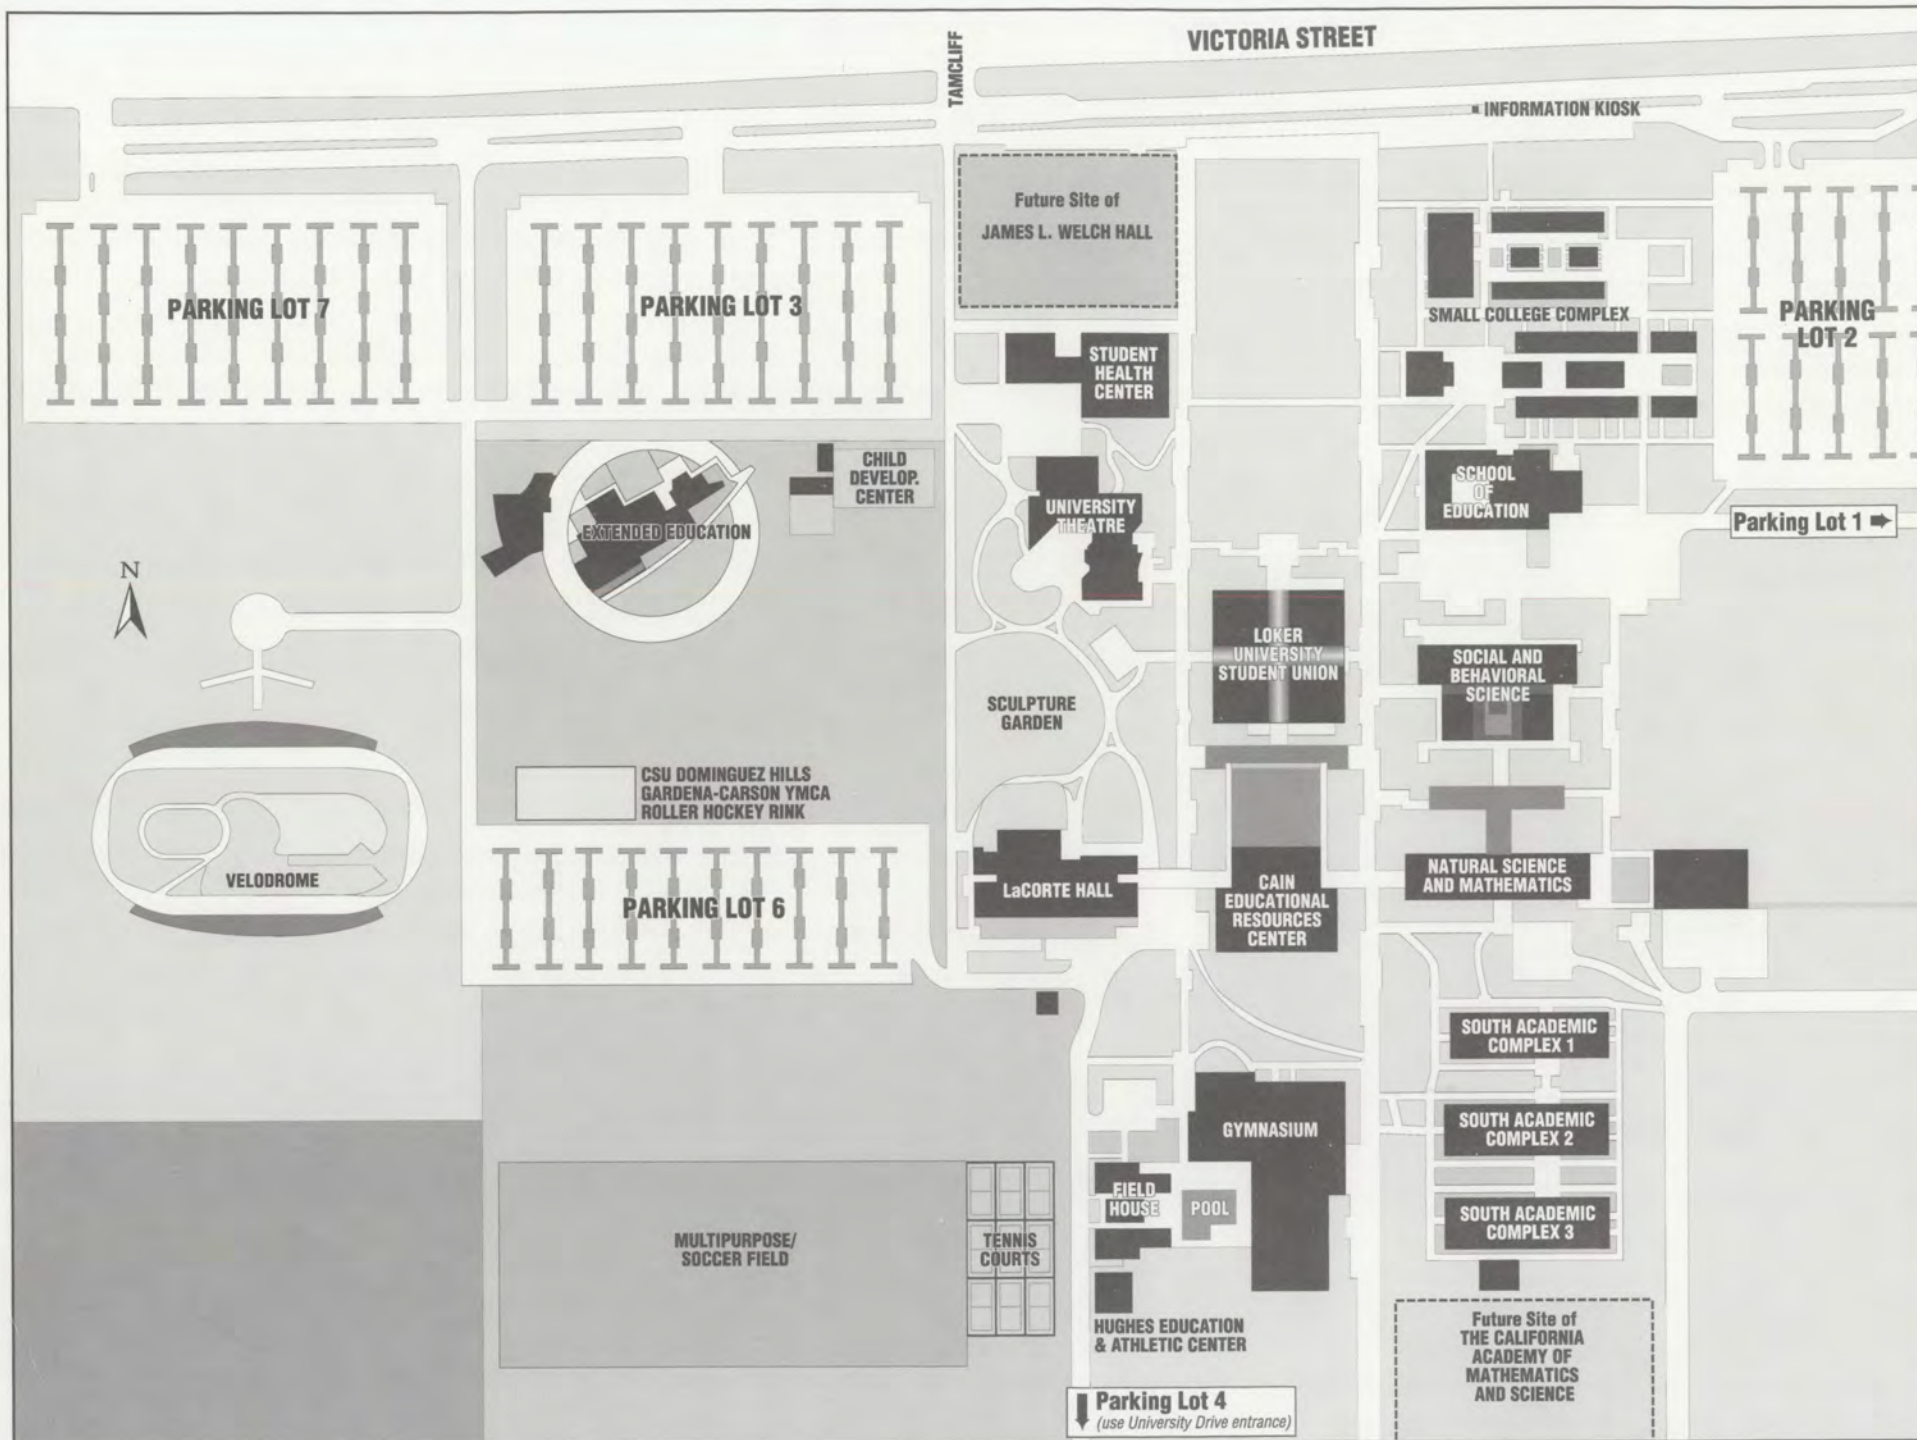 VICTORIA STREET
TAMCLIFF
INFORMATION KIOSK
Future Site of
JAMES L. WELCH HALL
PARKING LOT 7
PARKING LOT 3
SMALL COLLEGE COMPLEX
PARKING
LOT 2
STUDENT
HEALTH
CENTER
CHILD
DEVELOP.
CENTER
EXTENDED EDUCATION
UNIVERSITY
THEATRE
SCHOOL
OF
EDUCATION
Parking Lot 1
N
LOKER
UNIVERSITY
STUDENT UNION
SOCIAL AND
BEHAVIORAL
SCIENCE
SCULPTURE
GARDEN
CSU DOMINGUEZ HILLS
GARDENA-CARSON YMCA
ROLLER HOCKEY RINK
VELODROME
PARKING LOT 6
LaCORTE HALL
CAIN
EDUCATIONAL
RESOURCES
CENTER
NATURAL SCIENCE
AND MATHEMATICS
SOUTH ACADEMIC
COMPLEX 1
GYMNASIUM
SOUTH ACADEMIC
COMPLEX 2
FIELD
HOUSE
POOL
SOUTH ACADEMIC
COMPLEX 3
MULTIPURPOSE/
SOCCER FIELD
TENNIS
COURTS
HUGHES EDUCATION
& ATHLETIC CENTER
Future Site of
THE CALIFORNIA
ACADEMY OF
MATHEMATICS
AND SCIENCE
Parking Lot 4
(use University Drive entrance)